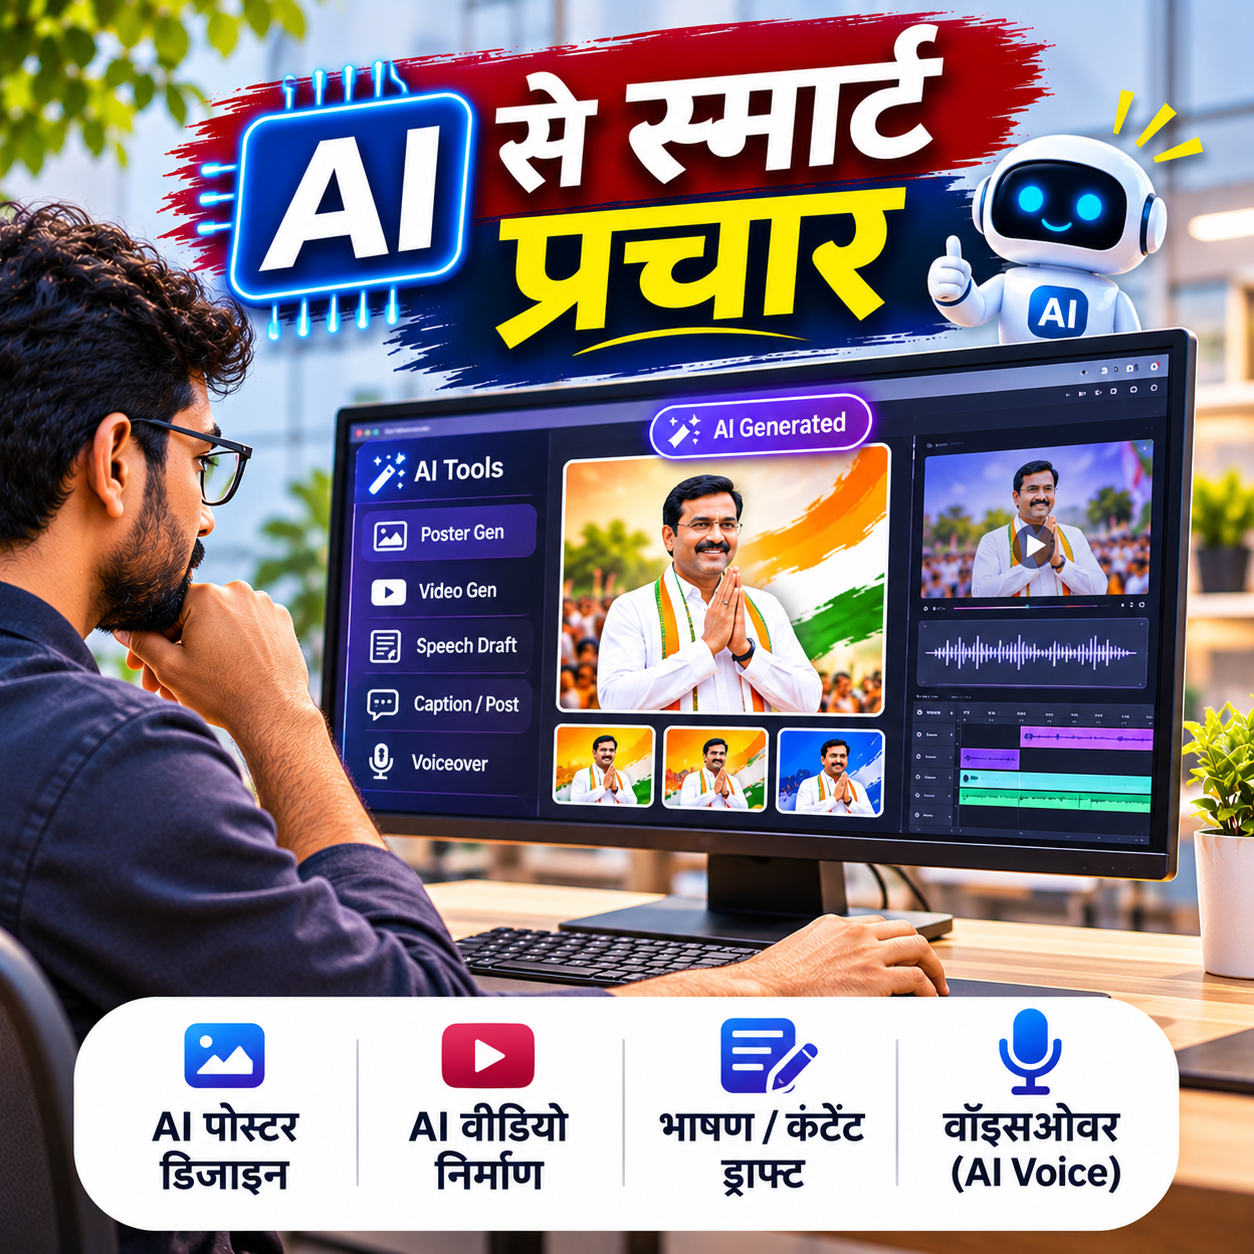 AI से स्मार्ट
प्रचार
AI
AI Generated
AI Tools
Poster Gen
Video Gen
Speech Draft
Caption / Post
Voiceover
AI पोस्टर
डिजाइन
AI वीडियो
निर्माण
भाषण / कंटेंट
ड्राफ्ट
वॉइसओवर
(AI Voice)